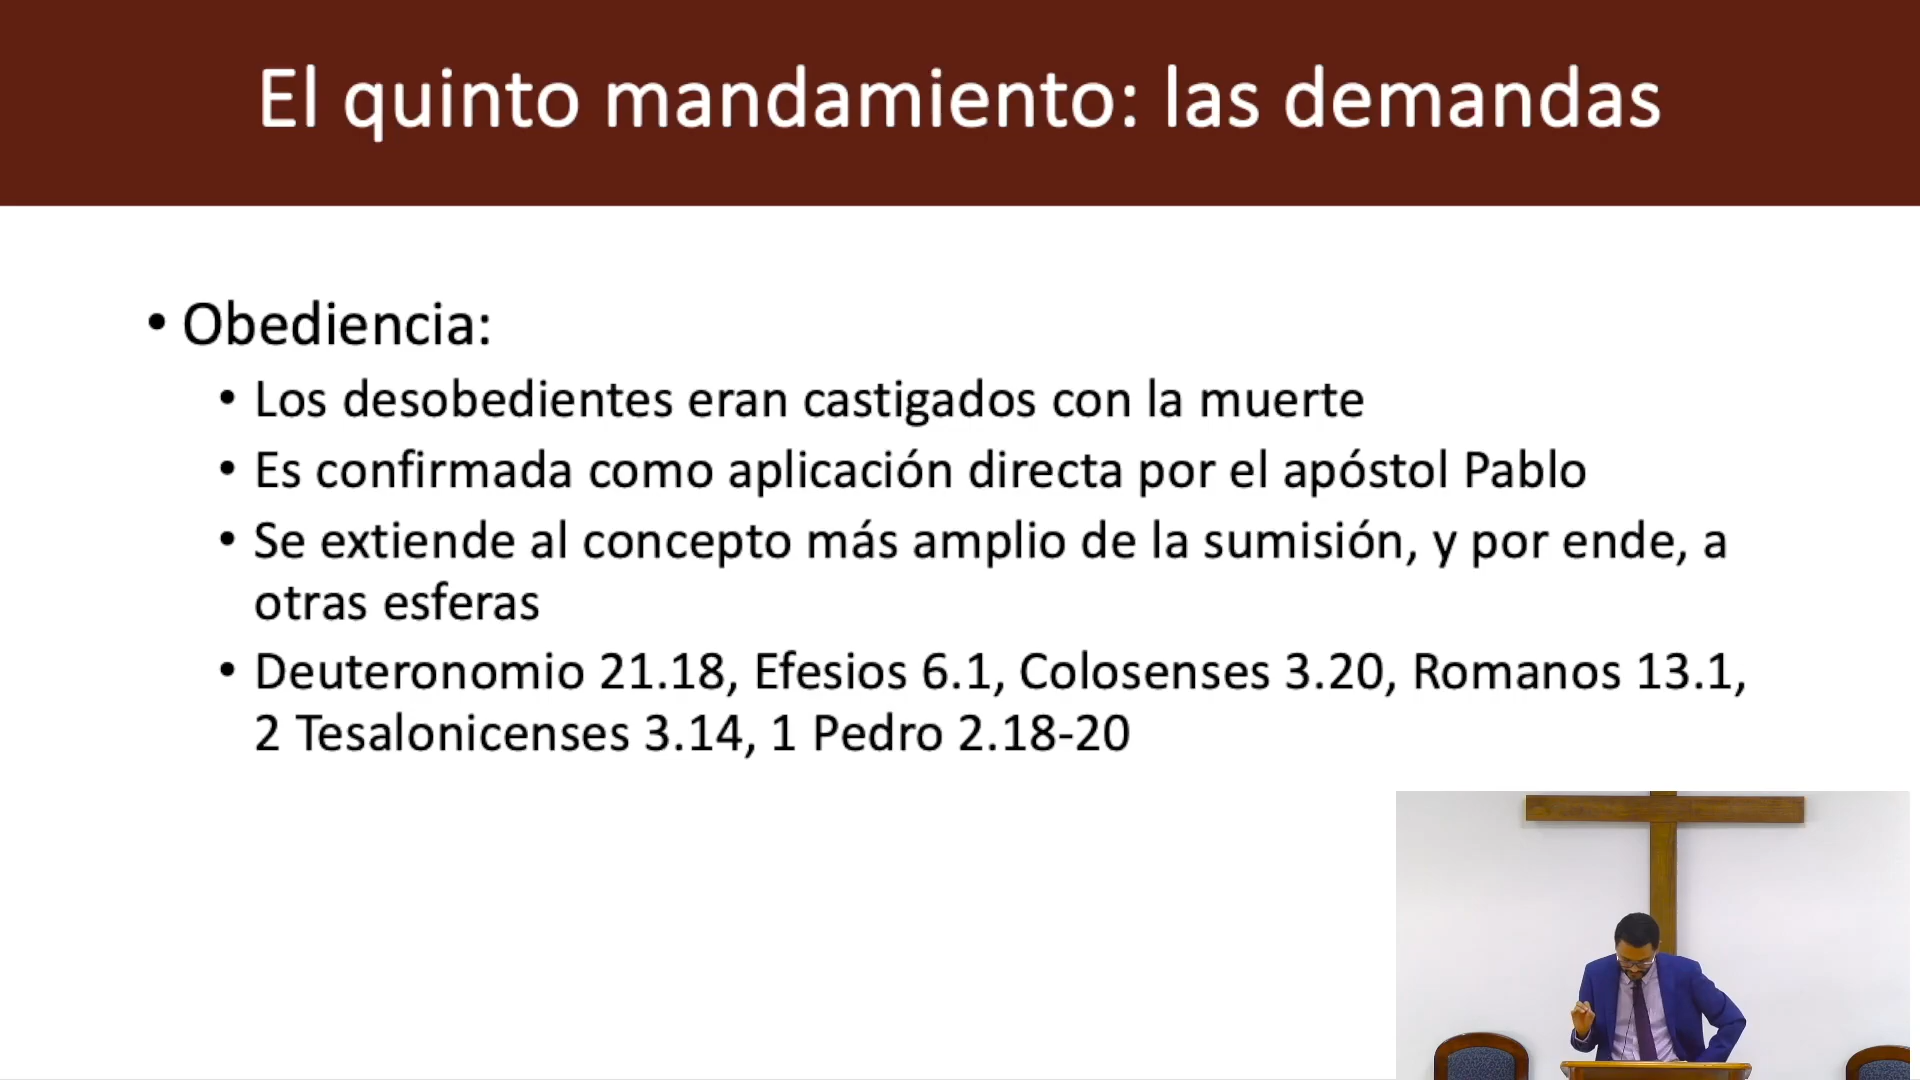 El quinto mandamiento: las demandas
• Obediencia:
• Los desobedientes eran castigados con la muerte
• Es confirmada como aplicación directa por el apóstol Pablo
• Se extiende al concepto más amplio de la sumisión, y por ende, a
otras esferas
• Deuteronomio 21.18, Efesios 6.1, Colosenses 3.20, Romanos 13.1,
2 Tesalonicenses 3.14, 1 Pedro 2.18-20